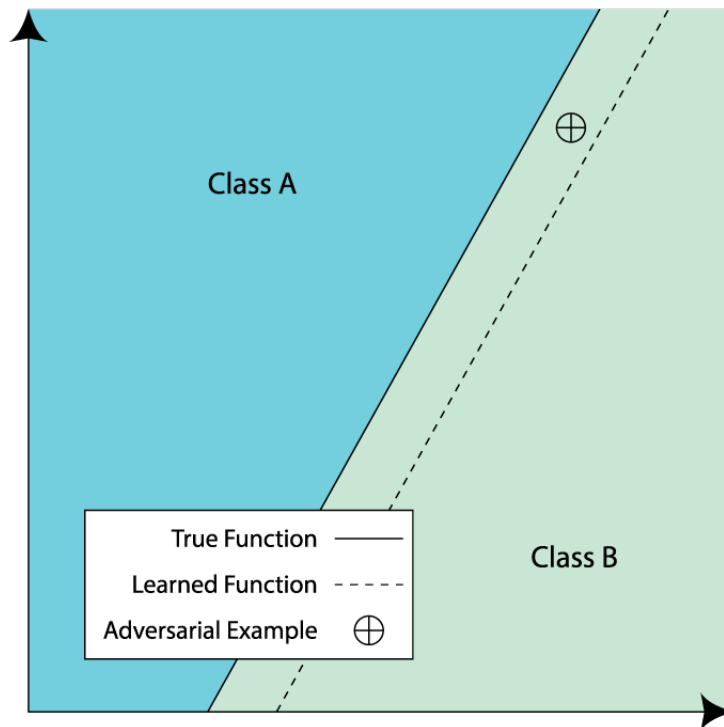 Class A
True Function
Learned Function
Adversarial Example
Class B